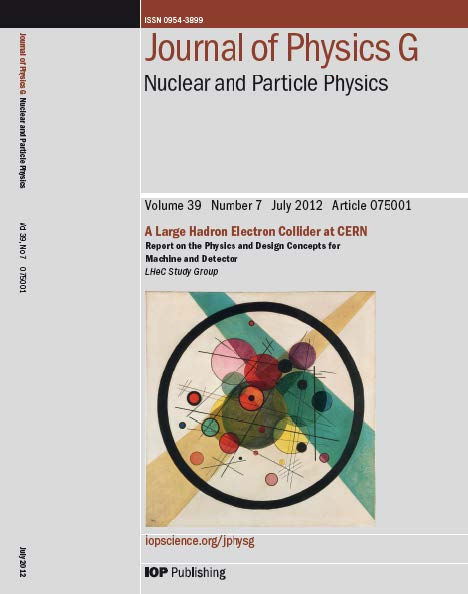 ISSN 0954-3899
Journal of Physics G
Nuclear and Particle Physics
Volume 39 Number 7 July 2012 Article 075001
A Large Hadron Electron Collider at CERN
Report on the Physics and Design Concepts for
Machine and Detector
LHeC Study Group
iopscience.org/jphysg
IOP Publishing
Journal of Physics G Nuclear and Particle Physics
Vol 39, No 7 075001
July 2012